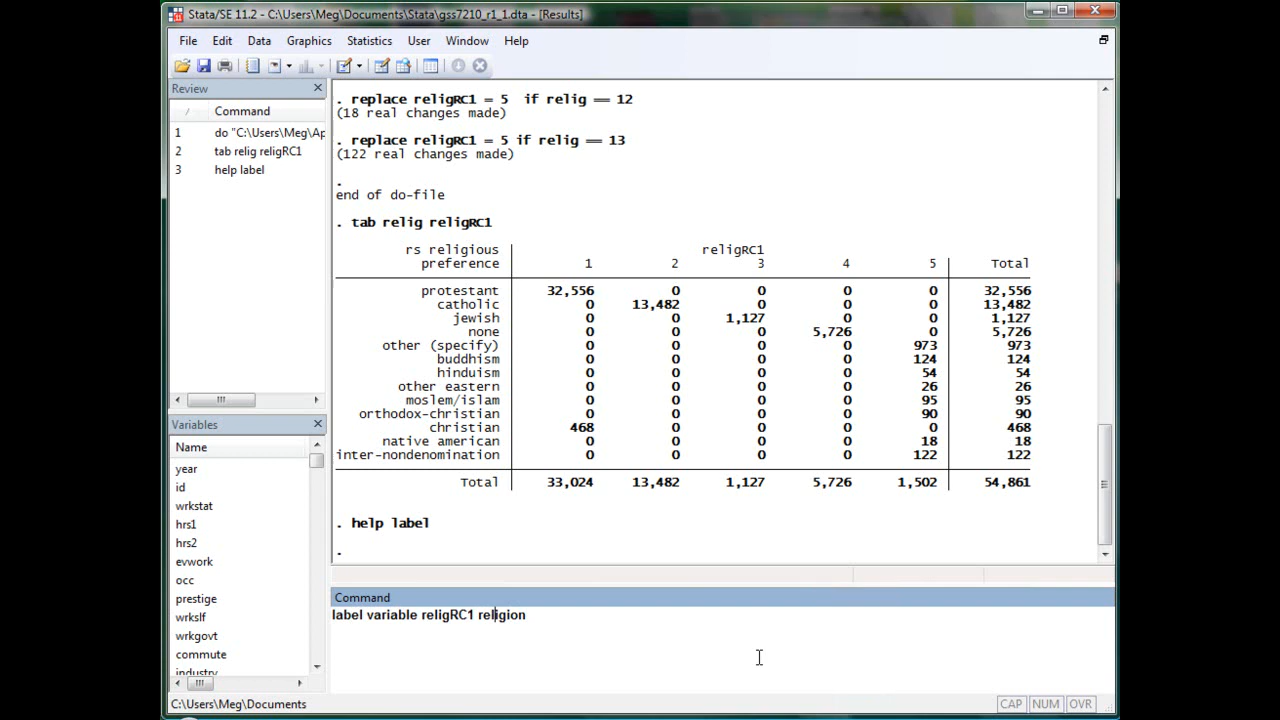 Stata/SE 11.2 - C:\Users\Meg\Documents\Stata\gss7210_r1_1.dta - [Results]
File Edit Data Graphics Statistics User Window Help
Review
Command
1 do "C:\Users\Meg\Ap
2 tab relig religRC1
3 help label
Variables
Name
year
id
wrkstat
hrs1
hrs2
evwork
occ
prestige
wrkslf
wrkgovt
commute
industry
. replace religRC1 = 5  if relig == 12
(18 real changes made)
. replace religRC1 = 5 if relig == 13
(122 real changes made)
.
end of do-file
. tab relig religRC1
rs religious religRC1
preference 1 2 3 4 5 Total
protestant 32,556 0 0 0 0 32,556
catholic 0 13,482 0 0 0 13,482
jewish 0 0 1,127 0 0 1,127
none 0 0 0 5,726 0 5,726
other (specify) 0 0 0 0 973 973
buddhism 0 0 0 0 124 124
hinduism 0 0 0 0 54 54
other eastern 0 0 0 0 26 26
moslem/islam 0 0 0 0 95 95
orthodox-christian 0 0 0 0 90 90
christian 468 0 0 0 0 468
native american 0 0 0 0 18 18
inter-nondenomination 0 0 0 0 122 122
Total 33,024 13,482 1,127 5,726 1,502 54,861
. help label
.
Command
label variable religRC1 religion
C:\Users\Meg\Documents
CAP NUM OVR